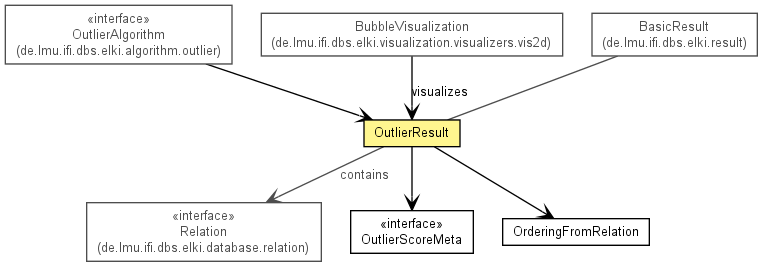 «interface»
OutlierAlgorithm
(de.lmu.ifi.dbs.elki.algorithm.outlier)
BubbleVisualization
(de.lmu.ifi.dbs.elki.visualization.visualizers.vis2d)
BasicResult
(de.lmu.ifi.dbs.elki.result)
visualizes
OutlierResult
contains
«interface»
Relation
(de.lmu.ifi.dbs.elki.database.relation)
«interface»
OutlierScoreMeta
OrderingFromRelation